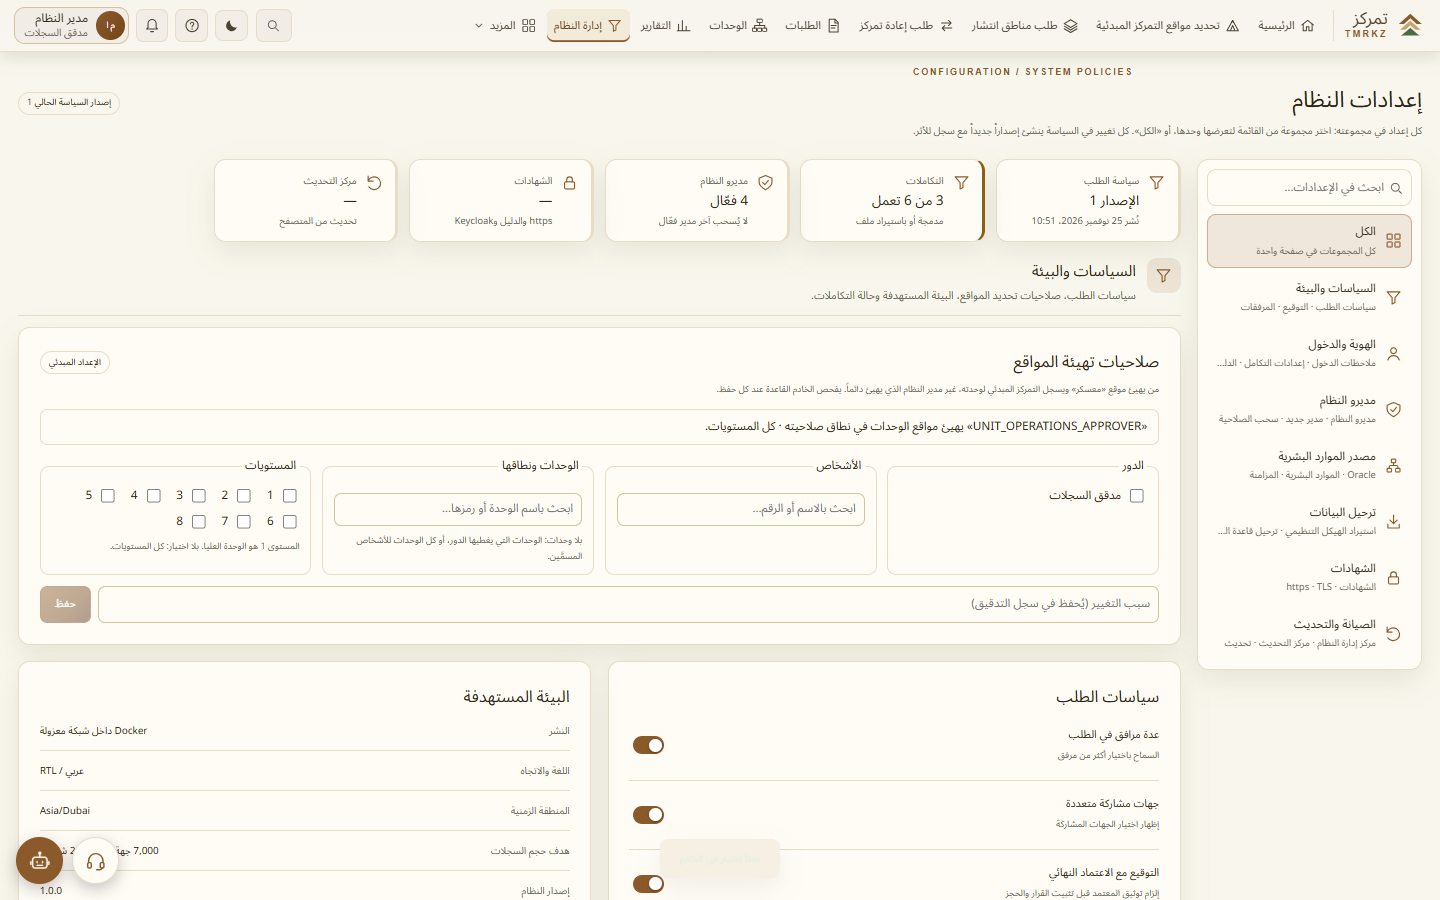 تمركز
TMRKZ
الرئيسية
تحديد مواقع التمركز المبدئية
طلب مناطق انتشار
طلب إعادة تمركز
الطلبات
الوحدات
التقارير
إدارة النظام
المزيد
م ا
مدير النظام
مدقق السجلات
CONFIGURATION / SYSTEM POLICIES
إعدادات النظام
إصدار السياسة الحالي 1
كل إعداد في مجموعته: اختر مجموعة من القائمة لتعرضها وحدها، أو «الكل». كل تغيير في السياسة ينشئ إصداراً جديداً مع سجل للأثر.
ابحث في الإعدادات...
الكل
كل المجموعات في صفحة واحدة
السياسات والبيئة
سياسات الطلب · التوقيع · المرفقات
الهوية والدخول
ملاحظات الدخول · إعدادات التكامل · الدا...
مديرو النظام
مديرو النظام · مدير جديد · سحب الصلاحية
مصدر الموارد البشرية
Oracle · الموارد البشرية · المزامنة
ترحيل البيانات
استيراد الهيكل التنظيمي · ترحيل قاعدة ال...
الشهادات
الشهادات · https · TLS
الصيانة والتحديث
مركز إدارة النظام · مركز التحديث · تحديث
سياسة الطلب
الإصدار 1
نُشر 25 نوفمبر 2026، 10:51
التكاملات
3 من 6 تعمل
مدمجة أو باستيراد ملف
مديرو النظام
4 فعّال
لا يُسحب آخر مدير فعّال
الشهادات
—
https والدليل وKeycloak
مركز التحديث
—
تحديث من المتصفح
السياسات والبيئة
سياسات الطلب، صلاحيات تحديد المواقع، البيئة المستهدفة وحالة التكاملات.
صلاحيات تهيئة المواقع
الإعداد المبدئي
من يهيئ موقع «معسكر» ويسجل التمركز المبدئي لوحدته، غير مدير النظام الذي يهيئ دائماً. يفحص الخادم القاعدة عند كل حفظ.
«UNIT_OPERATIONS_APPROVER» يهيئ مواقع الوحدات في نطاق صلاحيته · كل المستويات.
الدور
مدقق السجلات
الأشخاص
ابحث بالاسم أو الرقم...
الوحدات ونطاقها
ابحث باسم الوحدة أو رمزها...
بلا وحدات: الوحدات التي يغطيها الدور، أو كل الوحدات للأشخاص
المسمَّين.
المستويات
1 2 3 4 5
6 7 8
المستوى 1 هو الوحدة العليا. بلا اختيار: كل المستويات.
سبب التغيير (يُحفظ في سجل التدقيق)
حفظ
سياسات الطلب
عدة مرافق في الطلب
السماح باختيار أكثر من مرفق
جهات مشاركة متعددة
إظهار اختيار الجهات المشاركة
التوقيع مع الاعتماد النهائي
إلزام توثيق المعتمد قبل تثبيت القرار والحجز
البيئة المستهدفة
النشر
Docker داخل شبكة معزولة
اللغة والاتجاه
عربي / RTL
المنطقة الزمنية
Asia/Dubai
هدف حجم السجلات
7,000 جهة
إصدار النظام
1.0.0